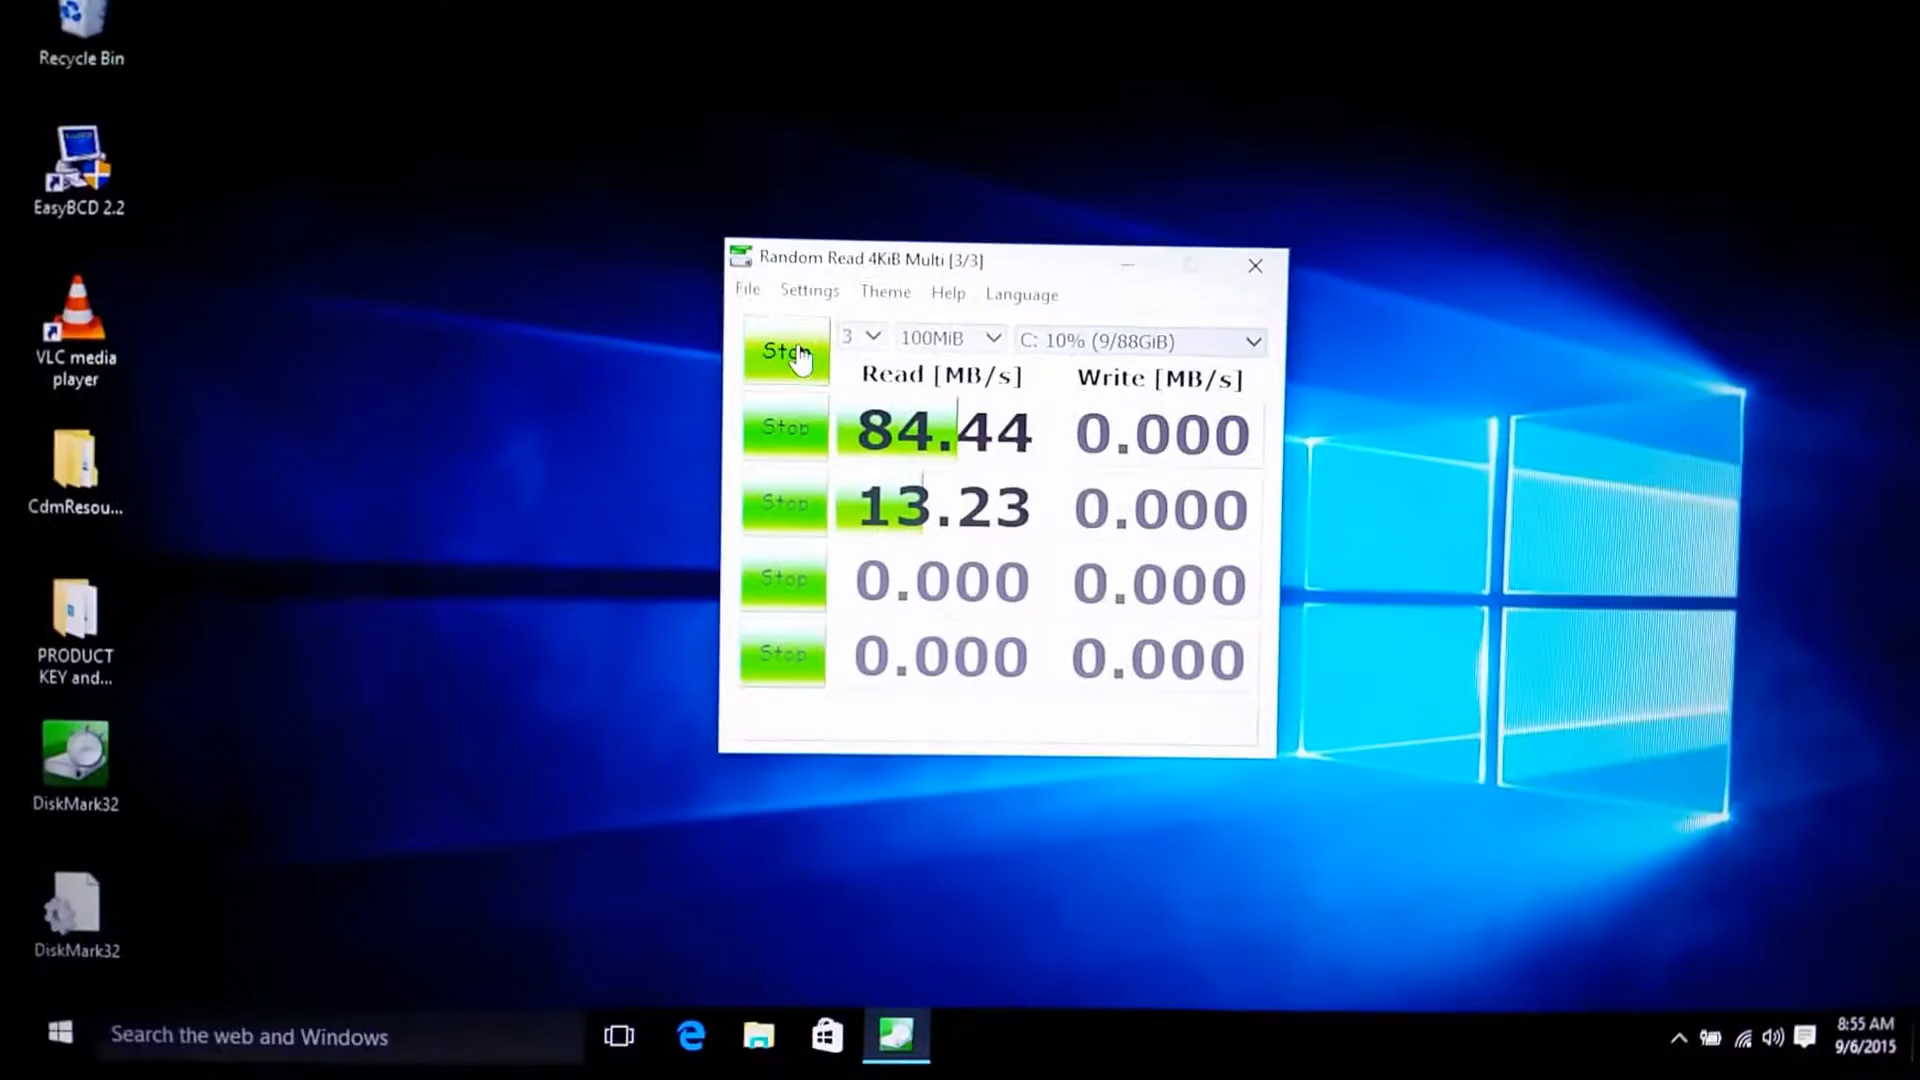 Recycle Bin
EasyBCD 2.2
VLC media
player
CdmResou...
PRODUCT
KEY and...
DiskMark32
DiskMark32
Random Read 4KiB Multi [3/3]
File Settings Theme Help Language
Stop 3 100MiB C: 10% (9/88GiB)
Read [MB/s] Write [MB/s]
Stop 84.44 0.000
Stop 13.23 0.000
Stop 0.000 0.000
Stop 0.000 0.000
Search the web and Windows
8:55 AM
9/6/2015